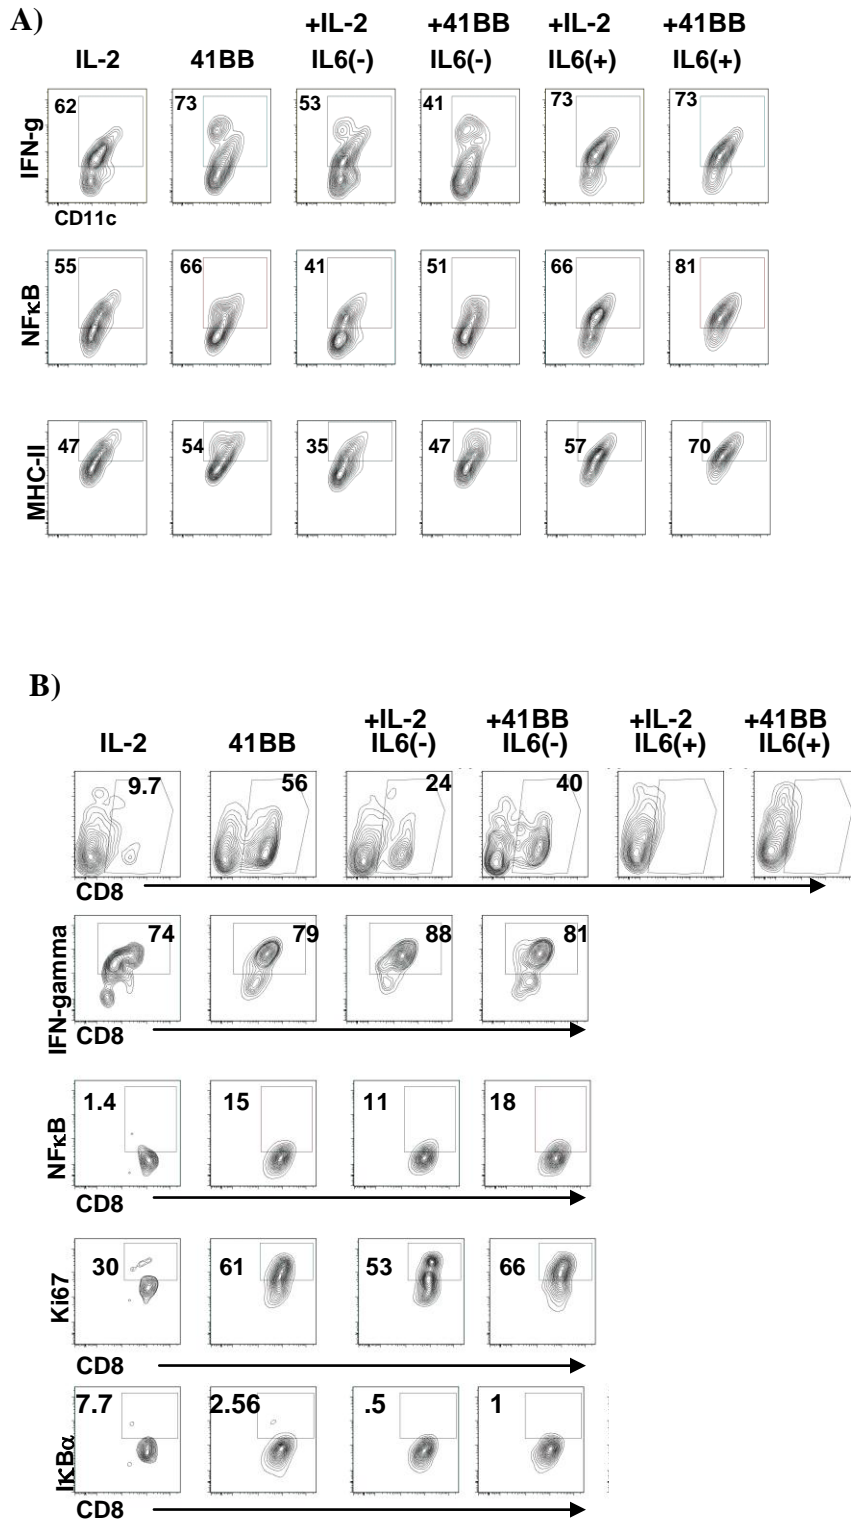 A)
+IL-2 +41BB +IL-2 +41BB
IL-2 41BB IL6(-) IL6(-) IL6(+) IL6(+)
IFN-g
62 73 53 41 73 73
CD11c
NFκB
55 66 41 51 66 81
MHC-II
47 54 35 47 57 70
B)
+IL-2 +41BB +IL-2 +41BB
IL-2 41BB IL6(-) IL6(-) IL6(+) IL6(+)
9.7 56 24 40
CD8
IFN-gamma
74 79 88 81
CD8
NFκB
1.4 15 11 18
CD8
Ki67
30 61 53 66
CD8
IκBα
7.7 2.56 .5 1
CD8